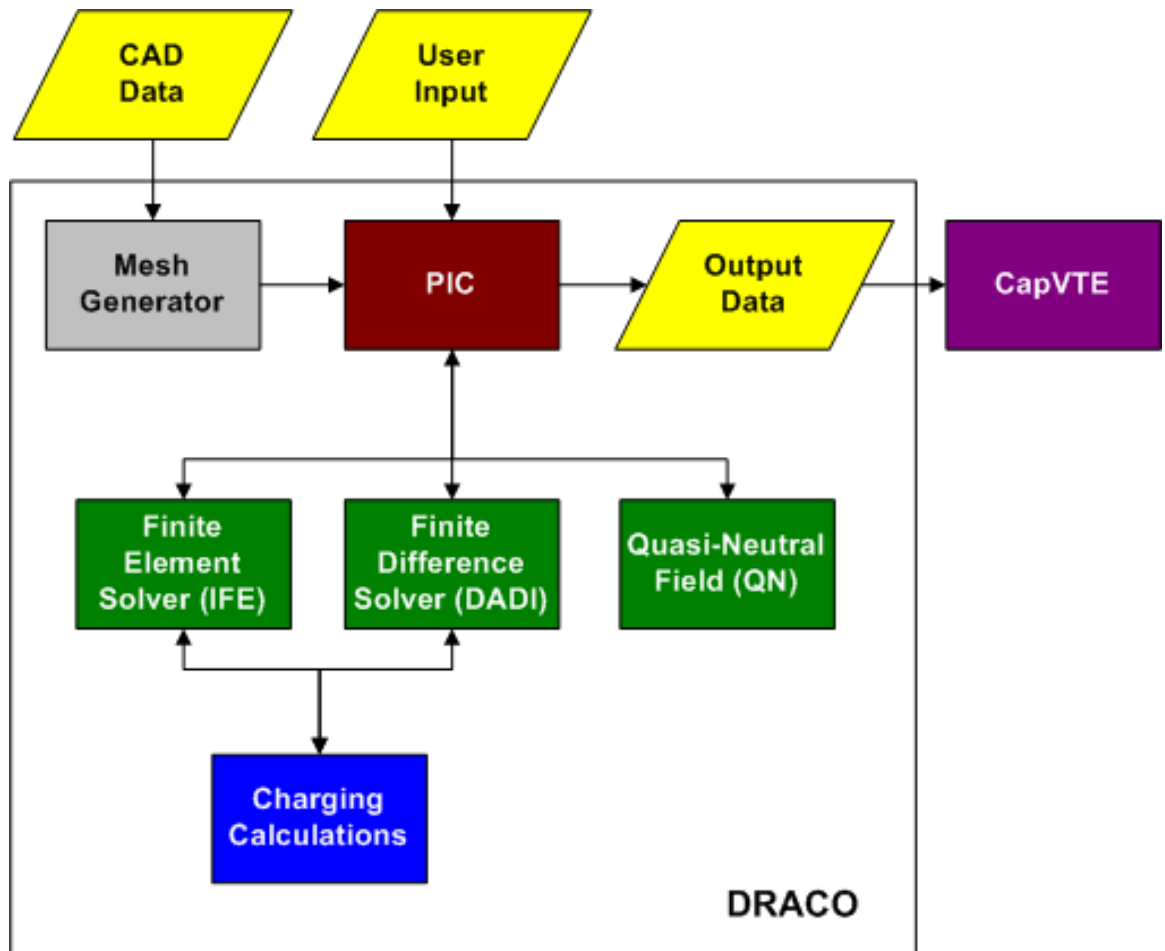 CAD
Data
User
Input
Mesh
Generator
PIC
Output
Data
CapVTE
Finite
Element
Solver (IFE)
Finite
Difference
Solver (DADI)
Quasi-Neutral
Field (QN)
Charging
Calculations
DRACO